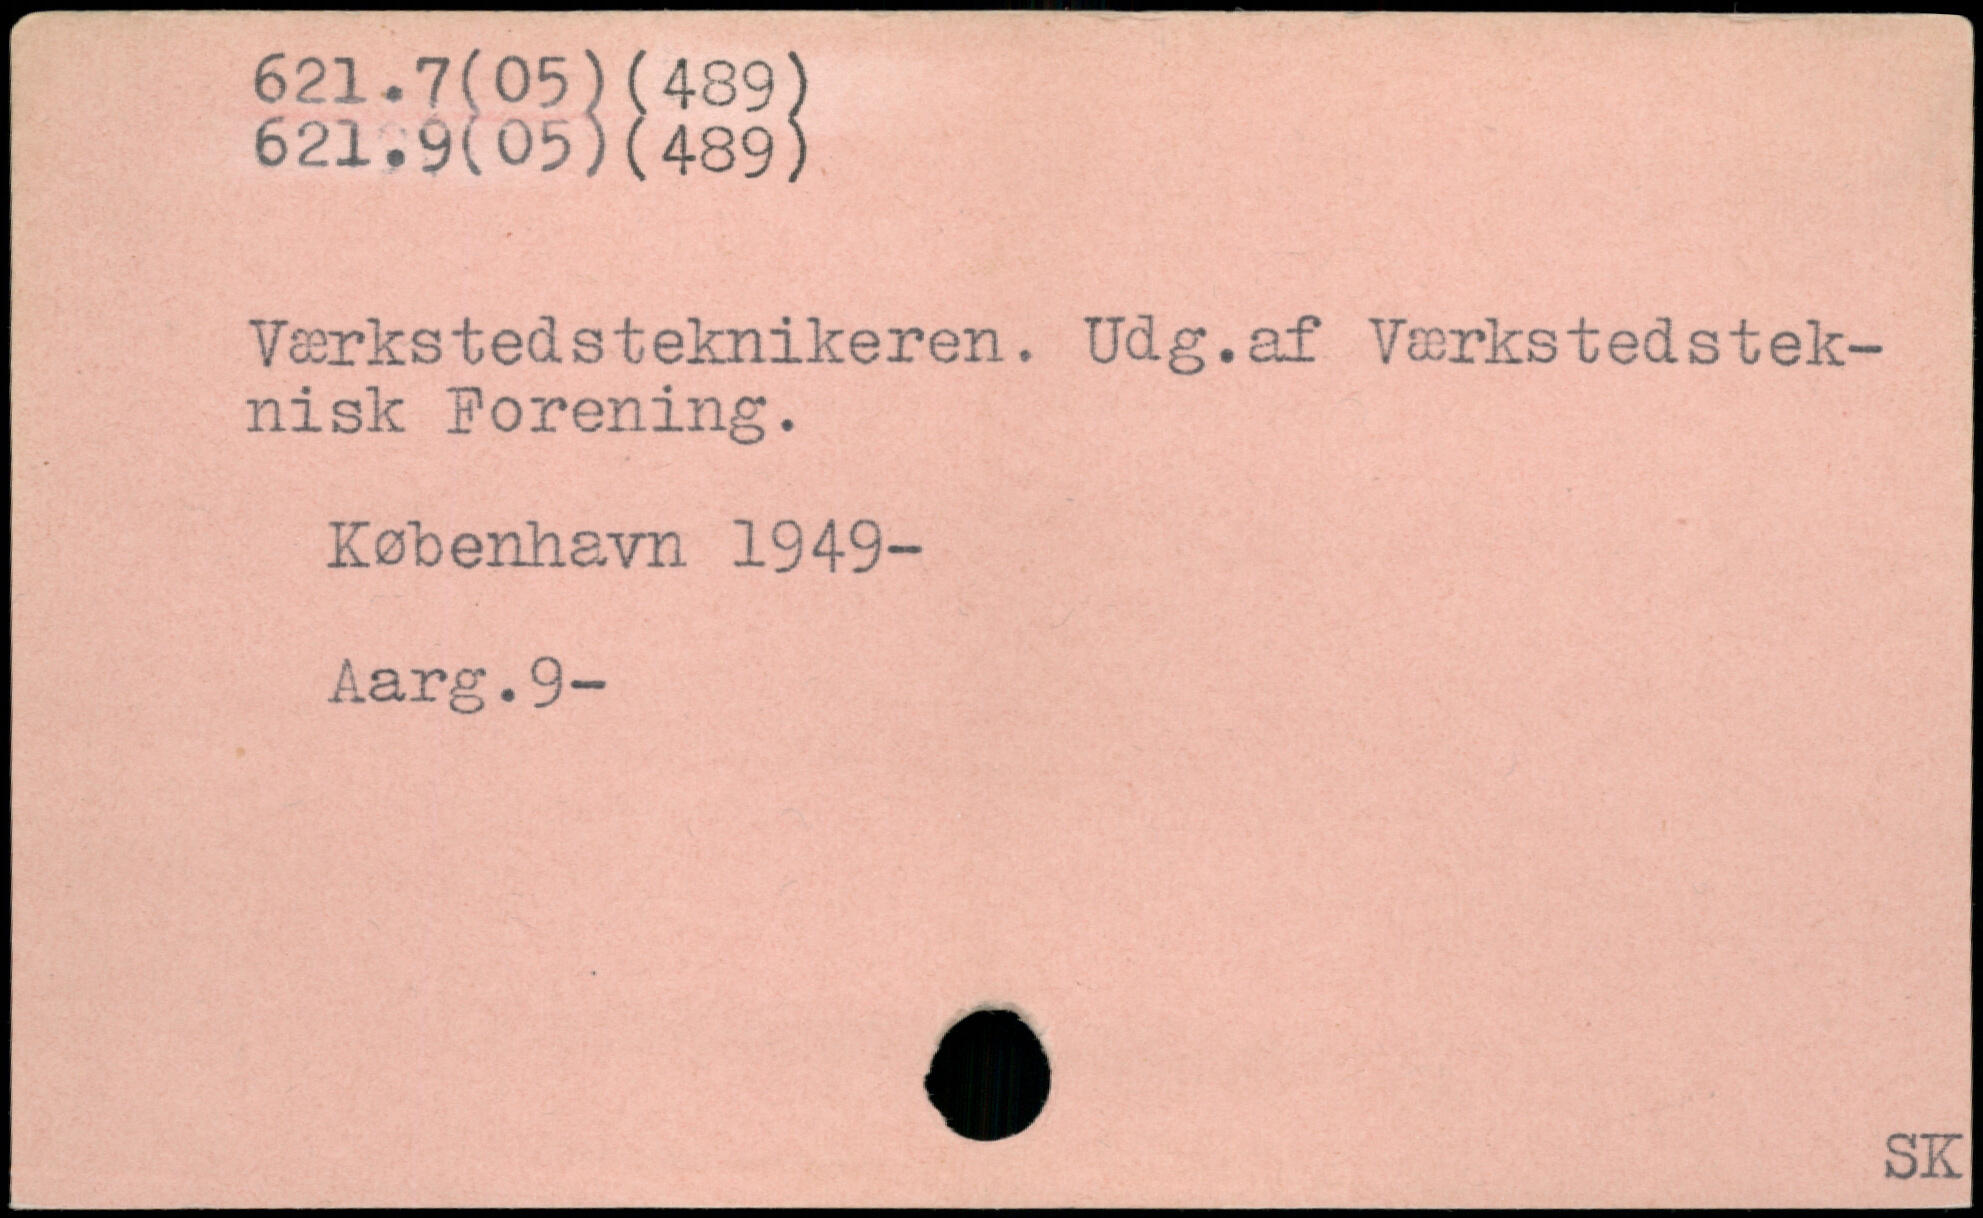 621.7(05)(489)
621.9(05)(489)
Værkstedsteknikeren. Udg.af Værkstedstek-
nisk Forening.
København 1949-
Aarg.9-
SK